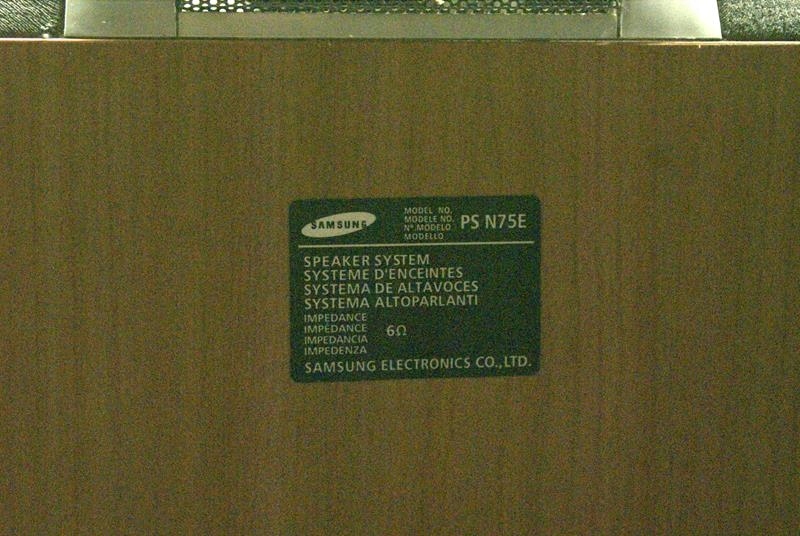 SAMSUNG
MODEL NO.
MODELE NO.
Nº MODELO
MODELLO
PS N75E
SPEAKER SYSTEM
SYSTEME D'ENCEINTES
SYSTEMA DE ALTAVOCES
SYSTEMA ALTOPARLANTI
IMPEDANCE
IMPEDANCE
IMPEDANCIA
IMPEDENZA
6Ω
SAMSUNG ELECTRONICS CO.,LTD.